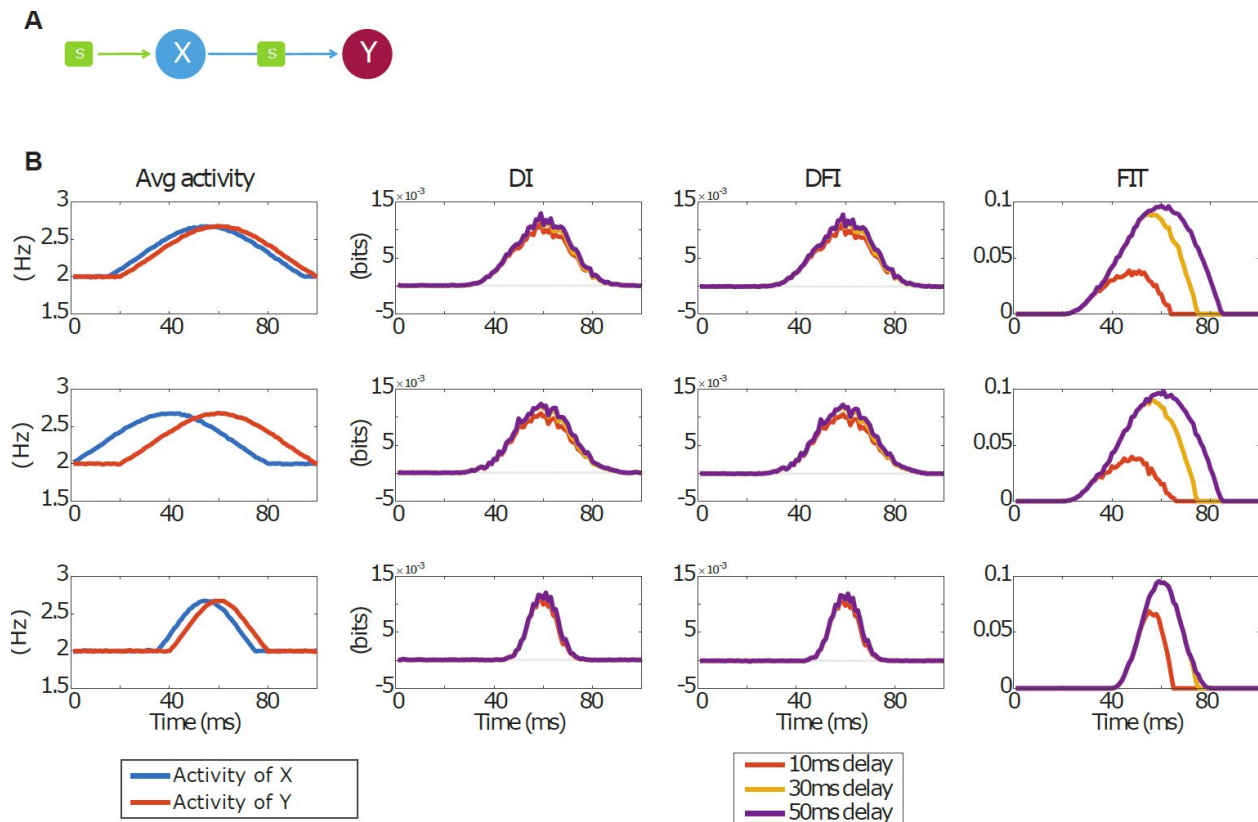 A
S X S Y
B
Avg activity DI DFI FIT
3 2.5 2 1.5 (Hz) 0 40 80
15 ×10⁻³ 5 -5 (bits) 0 40 80
15 ×10⁻³ 5 -5 0 40 80
0.1 0.05 0 0 40 80
3 2.5 2 1.5 (Hz) 0 40 80
15 ×10⁻³ 5 -5 (bits) 0 40 80
15 ×10⁻³ 5 -5 0 40 80
0.1 0.05 0 0 40 80
3 2.5 2 1.5 (Hz) 0 40 80
15 ×10⁻³ 5 -5 (bits) 0 40 80
15 ×10⁻³ 5 -5 0 40 80
0.1 0.05 0 0 40 80
Time (ms) Time (ms) Time (ms) Time (ms)
Activity of X
Activity of Y
10ms delay
30ms delay
50ms delay